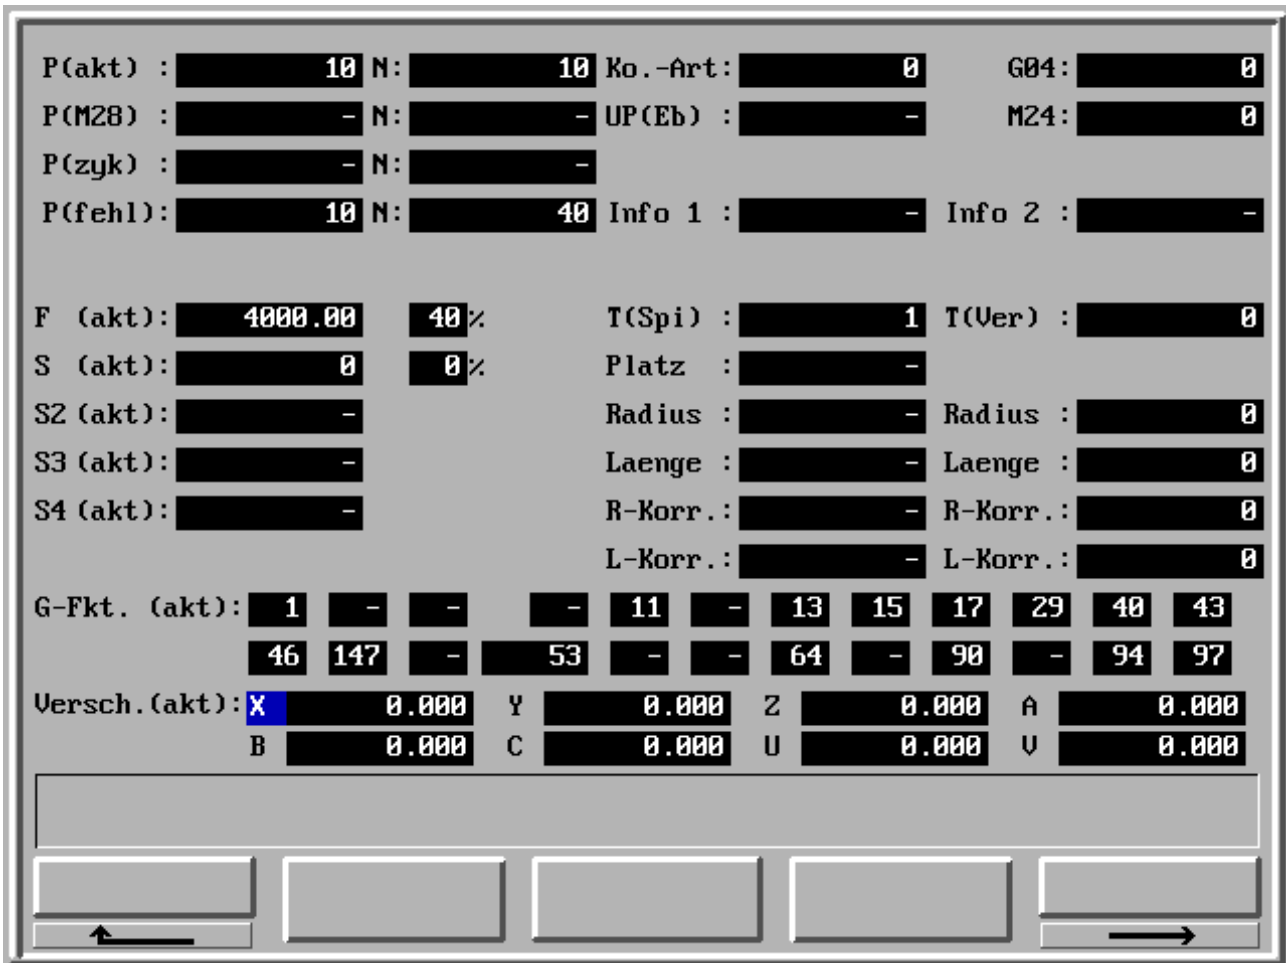 P(akt) : 10 N: 10 Ko.-Art: 0 G04: 0
P(M28) : - N: - UP(Eb) : - M24: 0
P(zyk) : - N: -
P(fehl): 10 N: 40 Info 1 : - Info 2 : -
F (akt): 4000.00 40 % T(Spi) : 1 T(Ver) : 0
S (akt): 0 0 % Platz : -
S2 (akt): - Radius : - Radius : 0
S3 (akt): - Laenge : - Laenge : 0
S4 (akt): - R-Korr.: - R-Korr.: 0
L-Korr.: - L-Korr.: 0
G-Fkt. (akt): 1 - - - 11 - 13 15 17 29 40 43
46 147 - 53 - - 64 - 90 - 94 97
Versch.(akt): X 0.000 Y 0.000 Z 0.000 A 0.000
B 0.000 C 0.000 U 0.000 V 0.000